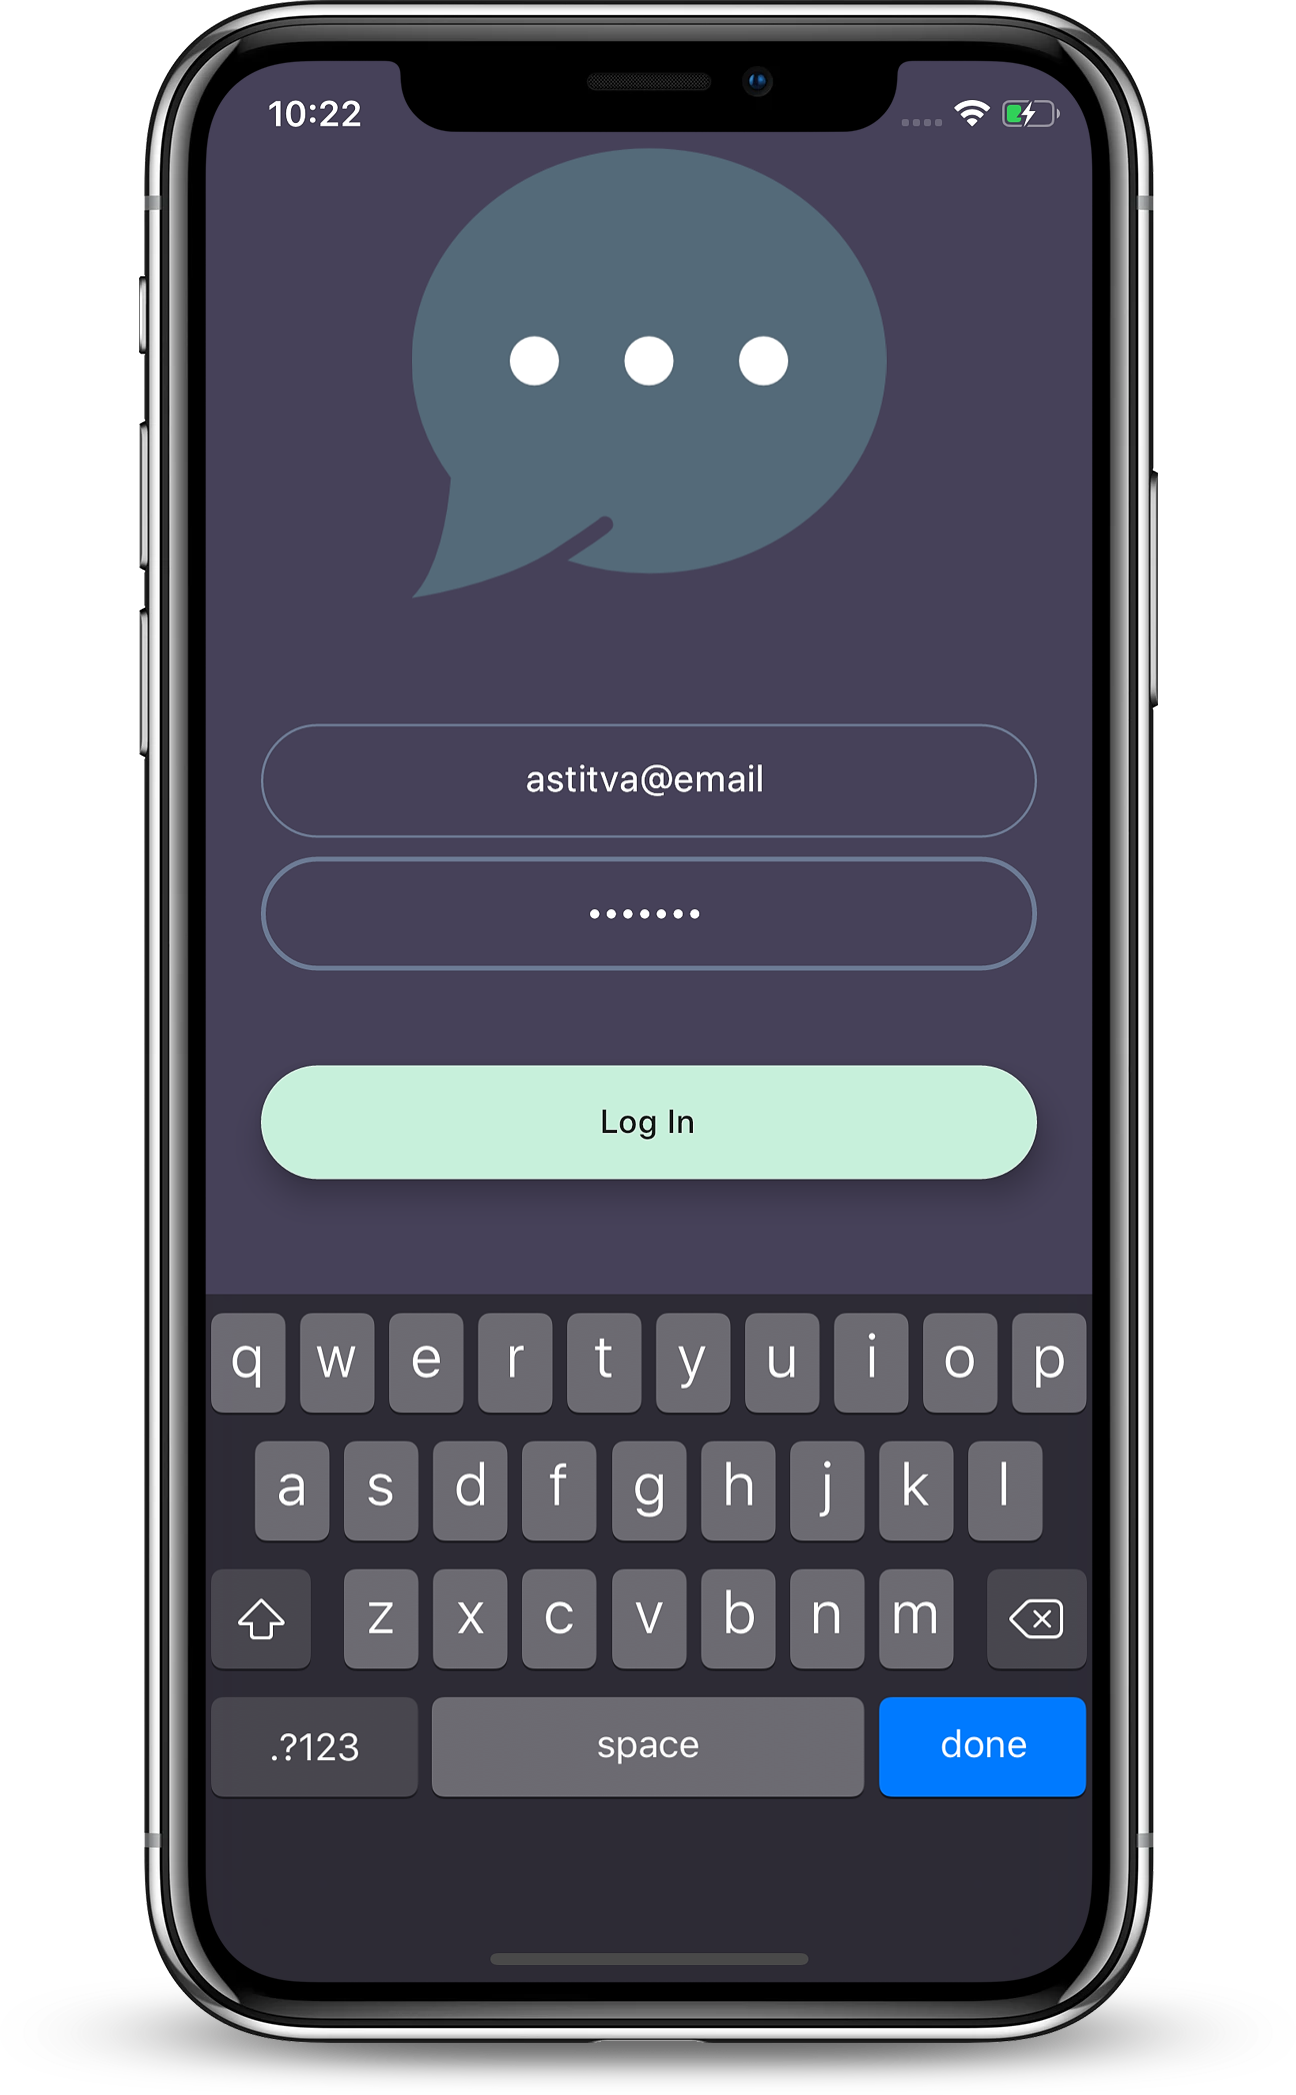 10:22
astitva@email
•••••••
Log In
q w e r t y u i o p
a s d f g h j k l
z x c v b n m
.?123 space done